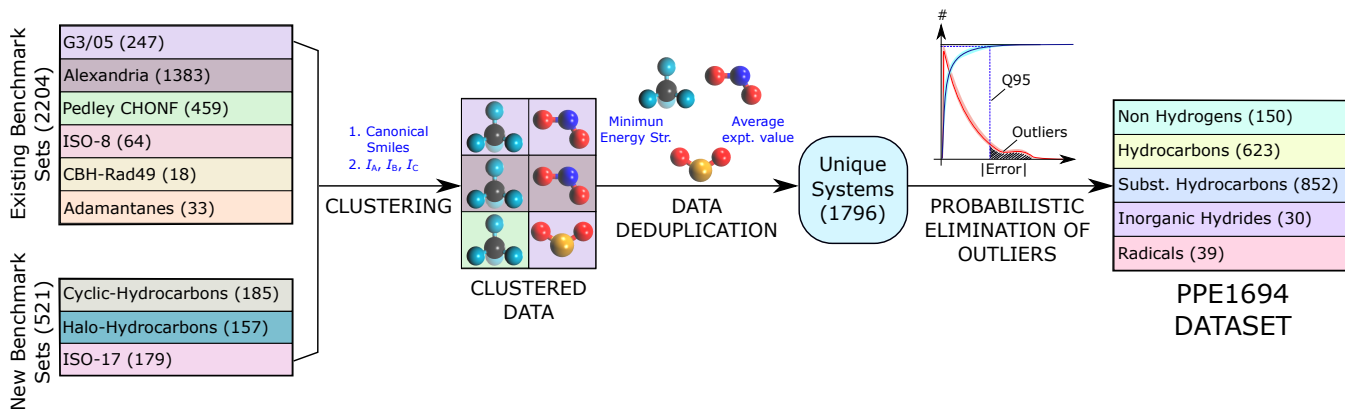 Existing Benchmark
Sets (2204)
G3/05 (247)
Alexandria (1383)
Pedley CHONF (459)
ISO-8 (64)
CBH-Rad49 (18)
Adamantanes (33)
New Benchmark
Sets (521)
Cyclic-Hydrocarbons (185)
Halo-Hydrocarbons (157)
ISO-17 (179)
1. Canonical
Smiles
2. I_A, I_B, I_C
CLUSTERING
CLUSTERED
DATA
Minimun
Energy Str.
Average
expt. value
DATA
DEDUPLICATION
Unique
Systems
(1796)
#
Q95
Outliers
|Error|
PROBABILISTIC
ELIMINATION OF
OUTLIERS
Non Hydrogens (150)
Hydrocarbons (623)
Subst. Hydrocarbons (852)
Inorganic Hydrides (30)
Radicals (39)
PPE1694
DATASET